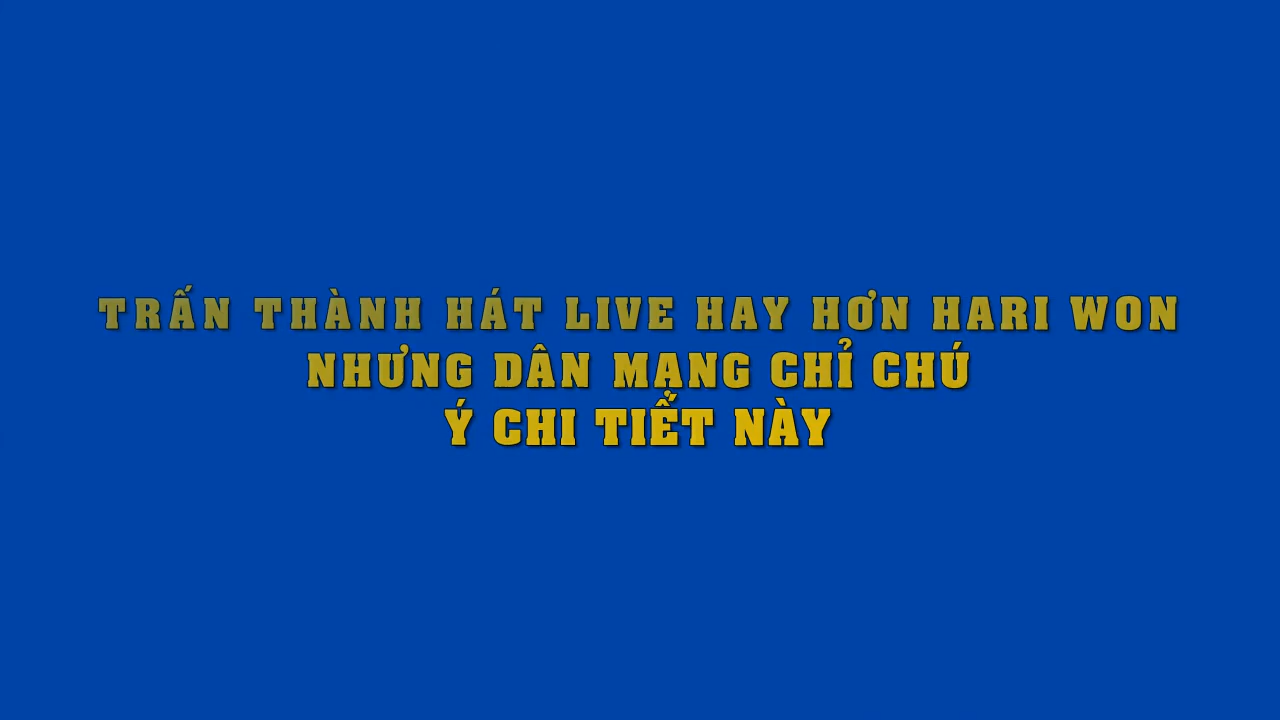 TRẤN THÀNH HÁT LIVE HAY HƠN HARI WON
NHƯNG DÂN MẠNG CHỈ CHÚ
Ý CHI TIẾT NÀY